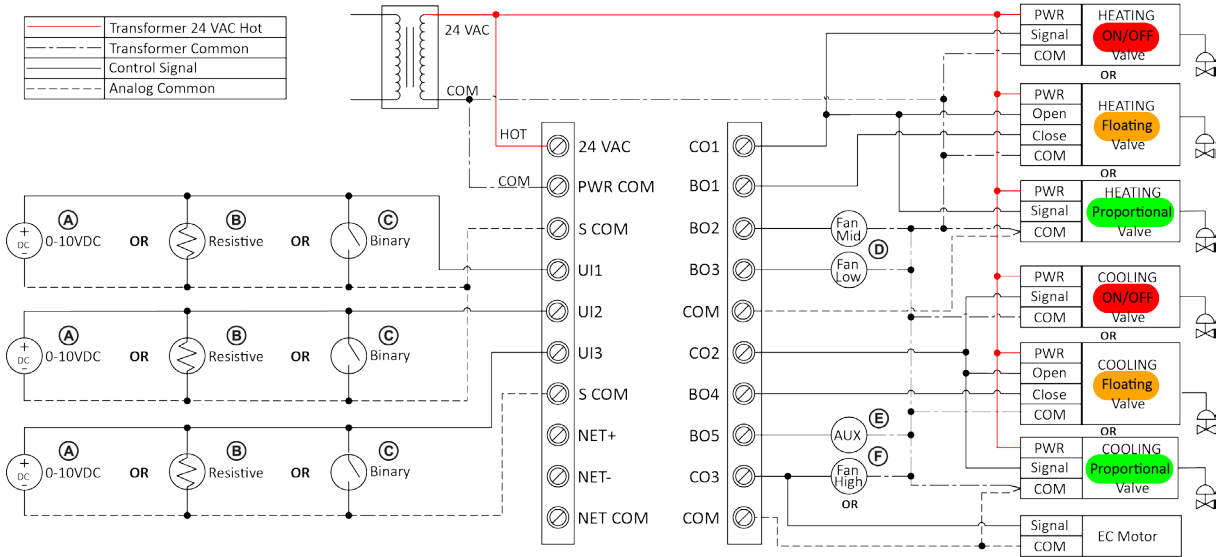 Transformer 24 VAC Hot
Transformer Common
Control Signal
Analog Common
24 VAC
COM
HOT
COM
24 VAC
PWR COM
S COM
UI1
UI2
UI3
S COM
NET+
NET-
NET COM
A
0-10VDC
+
DC
−
OR
B
Resistive
OR
C
Binary
A
0-10VDC
+
DC
−
OR
B
Resistive
OR
C
Binary
A
0-10VDC
+
DC
−
OR
B
Resistive
OR
C
Binary
CO1
BO1
BO2
BO3
COM
CO2
BO4
BO5
CO3
COM
Fan
Mid
D
Fan
Low
E
AUX
F
Fan
High
OR
PWR
Signal
COM
HEATING
ON/OFF
Valve
OR
PWR
Open
Close
COM
HEATING
Floating
Valve
OR
PWR
Signal
COM
HEATING
Proportional
Valve
PWR
Signal
COM
COOLING
ON/OFF
Valve
OR
PWR
Open
Close
COM
COOLING
Floating
Valve
OR
PWR
Signal
COM
COOLING
Proportional
Valve
Signal
COM
EC Motor